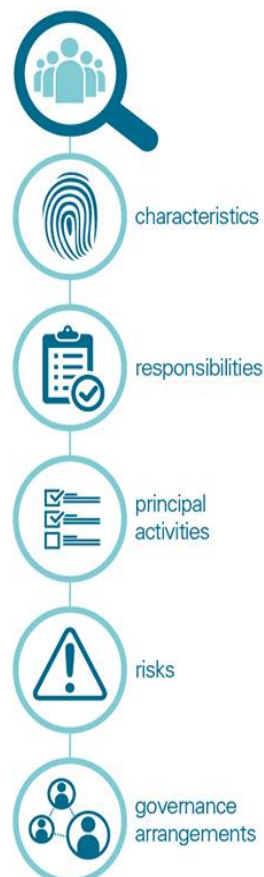 characteristics
responsibilities
principal
activities
risks
governance
arrangements